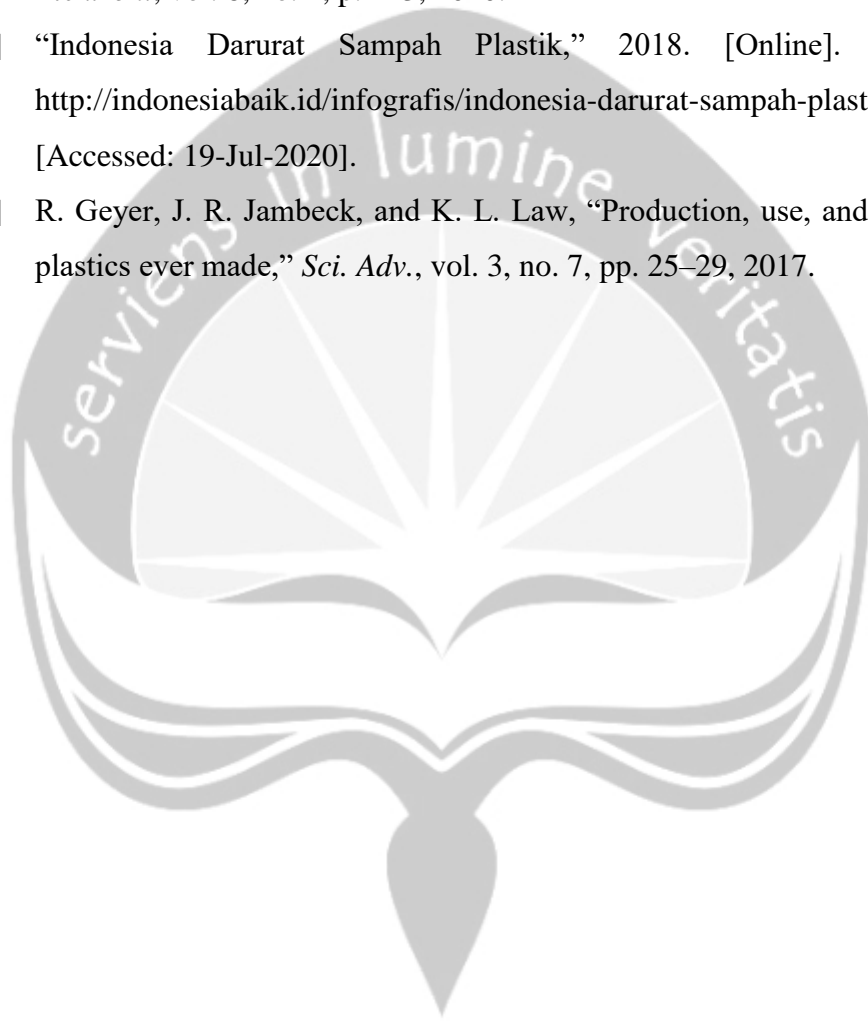 “Indonesia Darurat Sampah Plastik,” 2018. [Online].
http://indonesiabaik.id/infografis/indonesia-darurat-sampah-plast
[Accessed: 19-Jul-2020].
R. Geyer, J. R. Jambeck, and K. L. Law, “Production, use, and
plastics ever made,” Sci. Adv., vol. 3, no. 7, pp. 25–29, 2017.
serviens in lumine veritatis